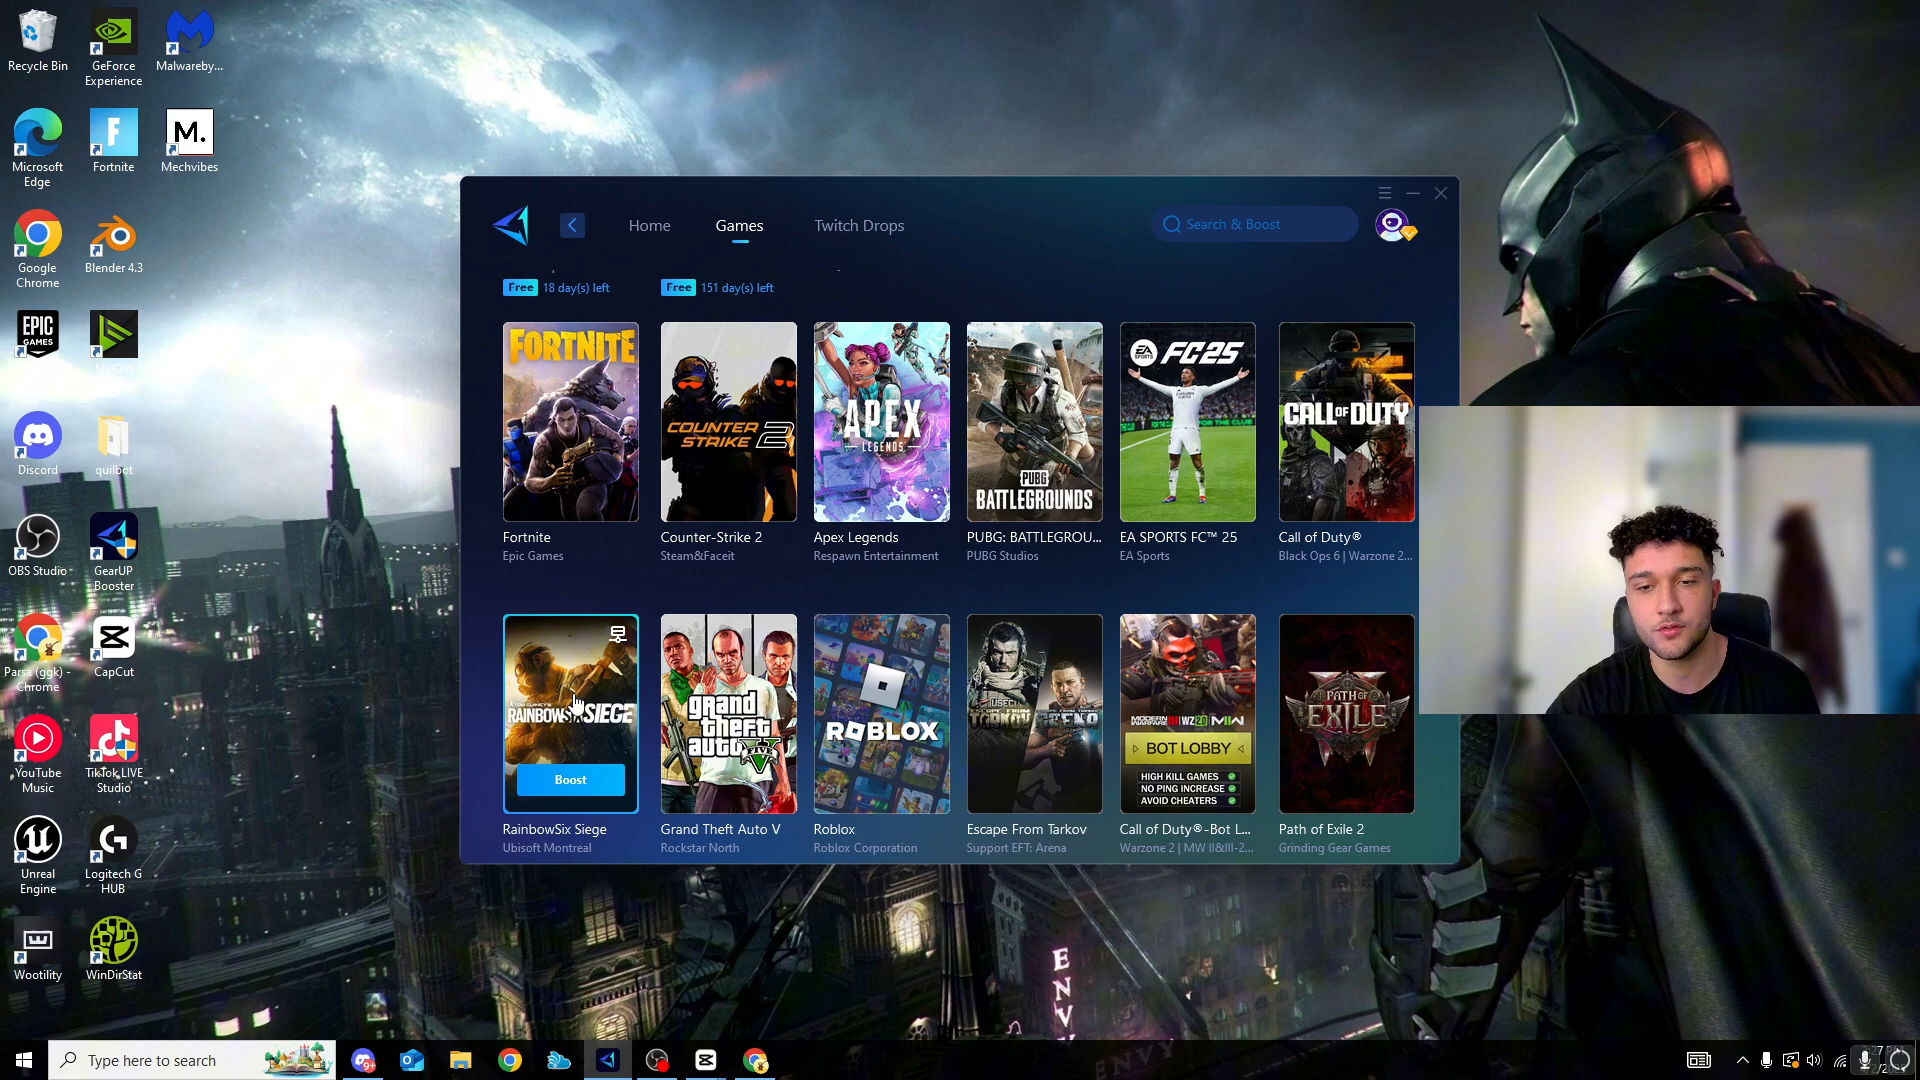 Recycle Bin
GeForce
Experience
Malwareby...
Microsoft
Edge
Fortnite
M.
Mechvibes
Google
Chrome
Blender 4.3
EPIC
GAMES
NVIDIA
Discord
quilbot
OBS Studio
GearUP
Booster
Parsa (ggk) -
Chrome
CapCut
YouTube
Music
TikTok LIVE
Studio
Unreal
Engine
Logitech G
HUB
Wootility
WinDirStat
Home
Games
Twitch Drops
Search & Boost
Free 18 day(s) left
Free 151 day(s) left
FORTNITE
COUNTER
STRIKE 2
APEX
LEGENDS
PUBG
BATTLEGROUNDS
EA SPORTS FC25
CALL OF DUTY
Fortnite
Epic Games
Counter-Strike 2
Steam&Faceit
Apex Legends
Respawn Entertainment
PUBG: BATTLEGROU...
PUBG Studios
EA SPORTS FC™ 25
EA Sports
Call of Duty®
Black Ops 6 | Warzone 2...
Boost
grand
theft
auto V
FIVE
ROBLOX
BOT LOBBY
HIGH KILL GAMES
NO PING INCREASE
AVOID CHEATERS
PATH OF
EXILE
RainbowSix Siege
Ubisoft Montreal
Grand Theft Auto V
Rockstar North
Roblox
Roblox Corporation
Escape From Tarkov
Support EFT: Arena
Call of Duty®-Bot L...
Warzone 2 | MW II&III-2...
Path of Exile 2
Grinding Gear Games
ENVY
Type here to search
9+